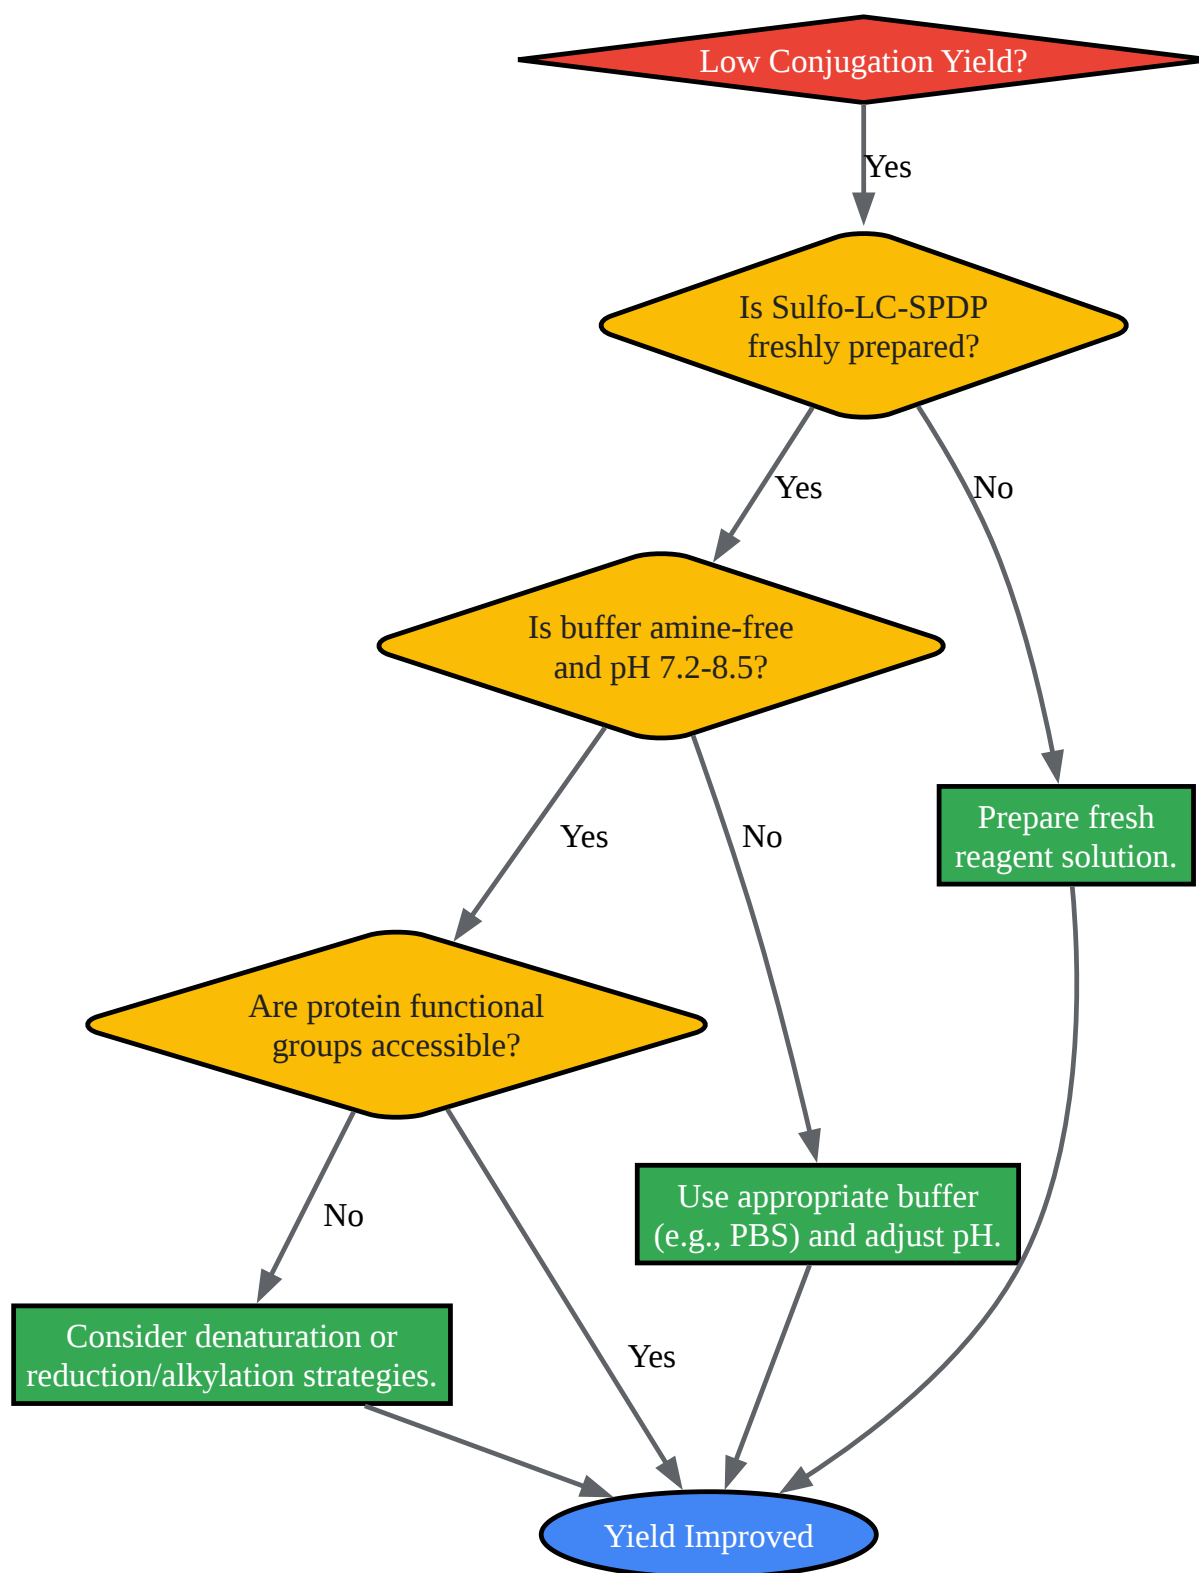 Low Conjugation Yield?
Yes
Is Sulfo-LC-SPDP
freshly prepared?
Yes
No
Is buffer amine-free
and pH 7.2-8.5?
Yes
No
Prepare fresh
reagent solution.
Are protein functional
groups accessible?
No
Yes
Use appropriate buffer
(e.g., PBS) and adjust pH.
Consider denaturation or
reduction/alkylation strategies.
Yield Improved